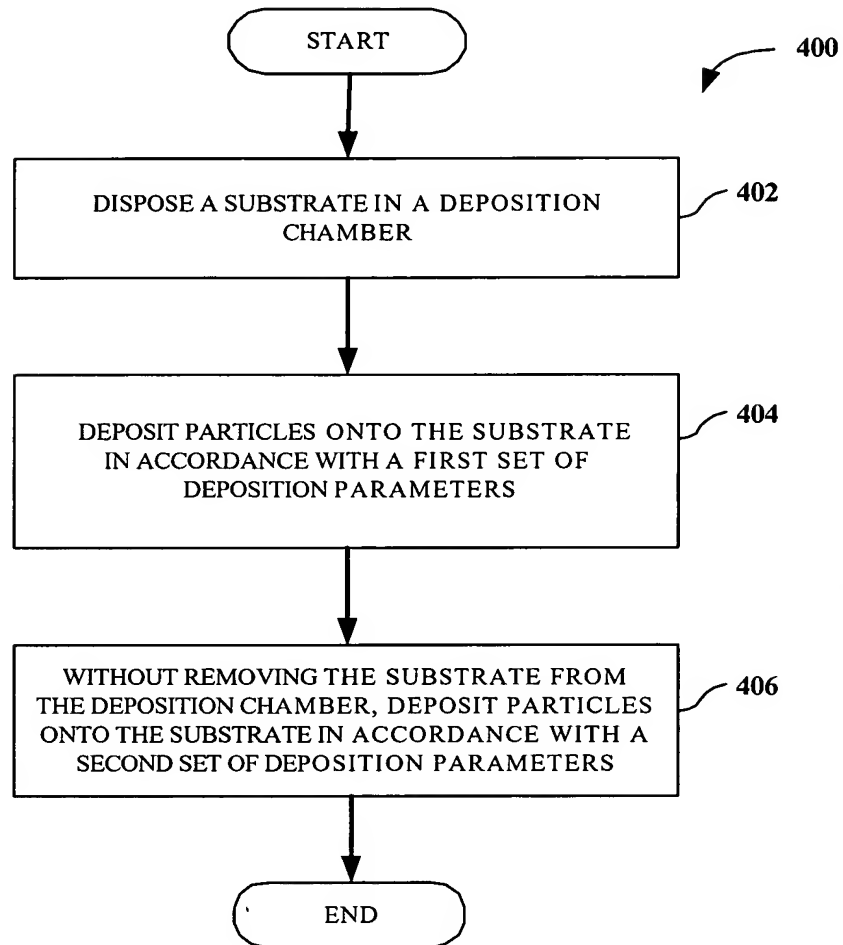 START
400
DISPOSE A SUBSTRATE IN A DEPOSITION
CHAMBER
402
DEPOSIT PARTICLES ONTO THE SUBSTRATE
IN ACCORDANCE WITH A FIRST SET OF
DEPOSITION PARAMETERS
404
WITHOUT REMOVING THE SUBSTRATE FROM
THE DEPOSITION CHAMBER, DEPOSIT PARTICLES
ONTO THE SUBSTRATE IN ACCORDANCE WITH A
SECOND SET OF DEPOSITION PARAMETERS
406
END